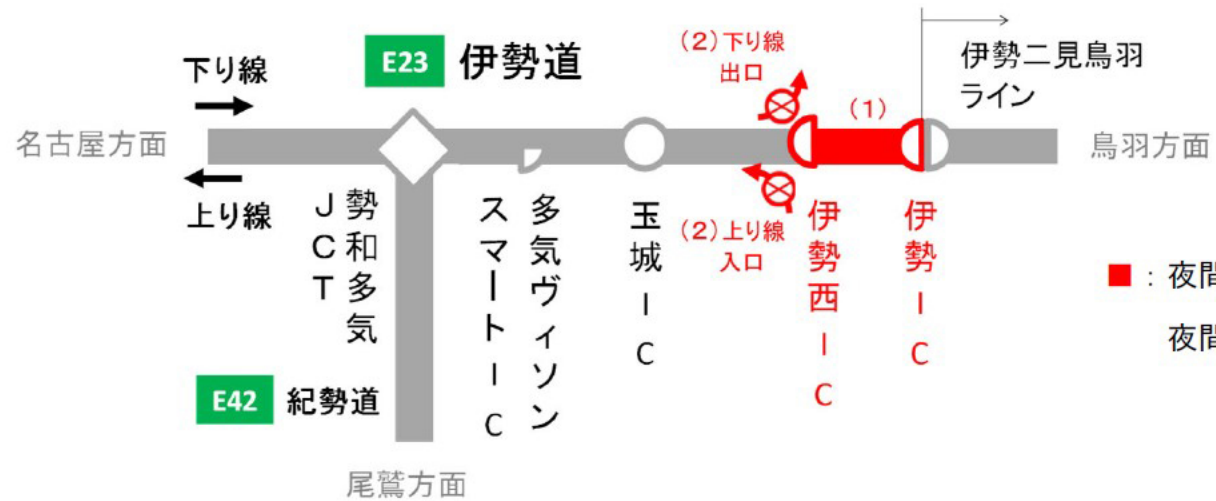 E23 伊勢道
下り線
上り線
名古屋方面
(2)下り線
出口
(1)
伊勢二見鳥羽
ライン
鳥羽方面
(2)上り線
入口
勢和多気
JCT
多気ヴィソン
スマートIC
玉城IC
伊勢西IC
伊勢IC
■:夜間
夜間
E42 紀勢道
尾鷲方面